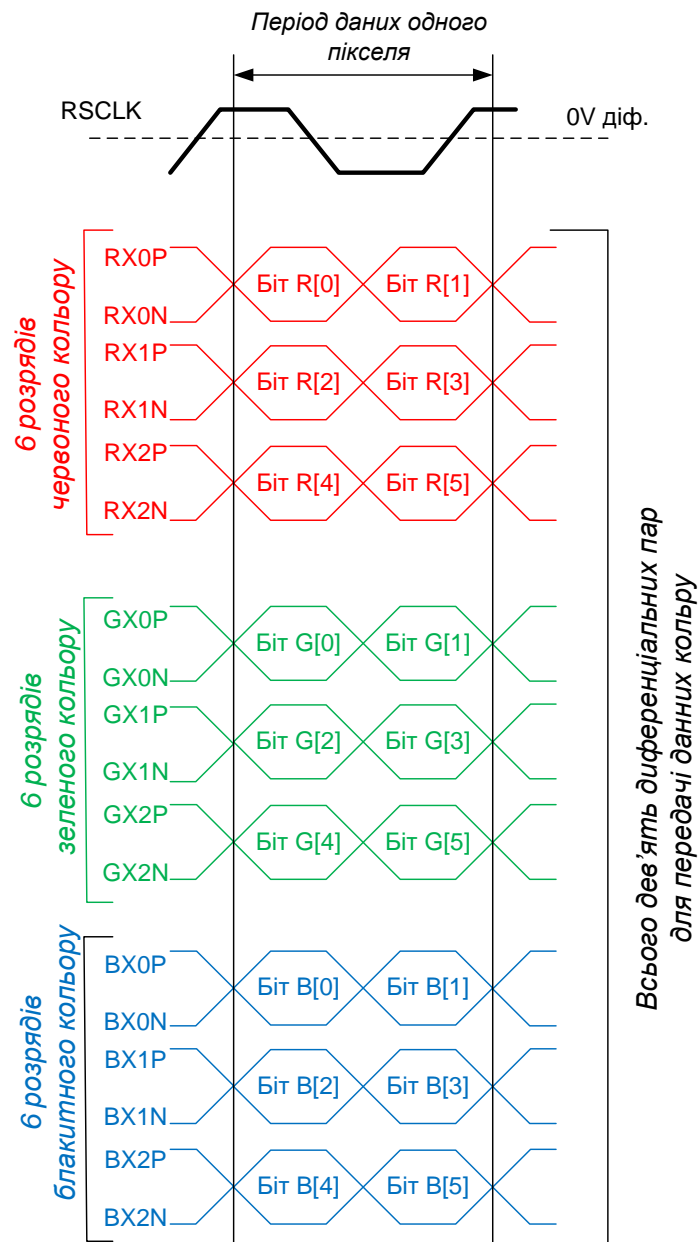 Період даних одного
пікселя
RSCLK
0V діф.
6 розрядів
червоного кольору
RX0P
RX0N
Біт R[0]
Біт R[1]
RX1P
RX1N
Біт R[2]
Біт R[3]
RX2P
RX2N
Біт R[4]
Біт R[5]
6 розрядів
зеленого кольору
GX0P
GX0N
Біт G[0]
Біт G[1]
GX1P
GX1N
Біт G[2]
Біт G[3]
GX2P
GX2N
Біт G[4]
Біт G[5]
6 розрядів
блакитного кольору
BX0P
BX0N
Біт B[0]
Біт B[1]
BX1P
BX1N
Біт B[2]
Біт B[3]
BX2P
BX2N
Біт B[4]
Біт B[5]
Всього дев’ять диференціальних пар
для передачі данних кольру